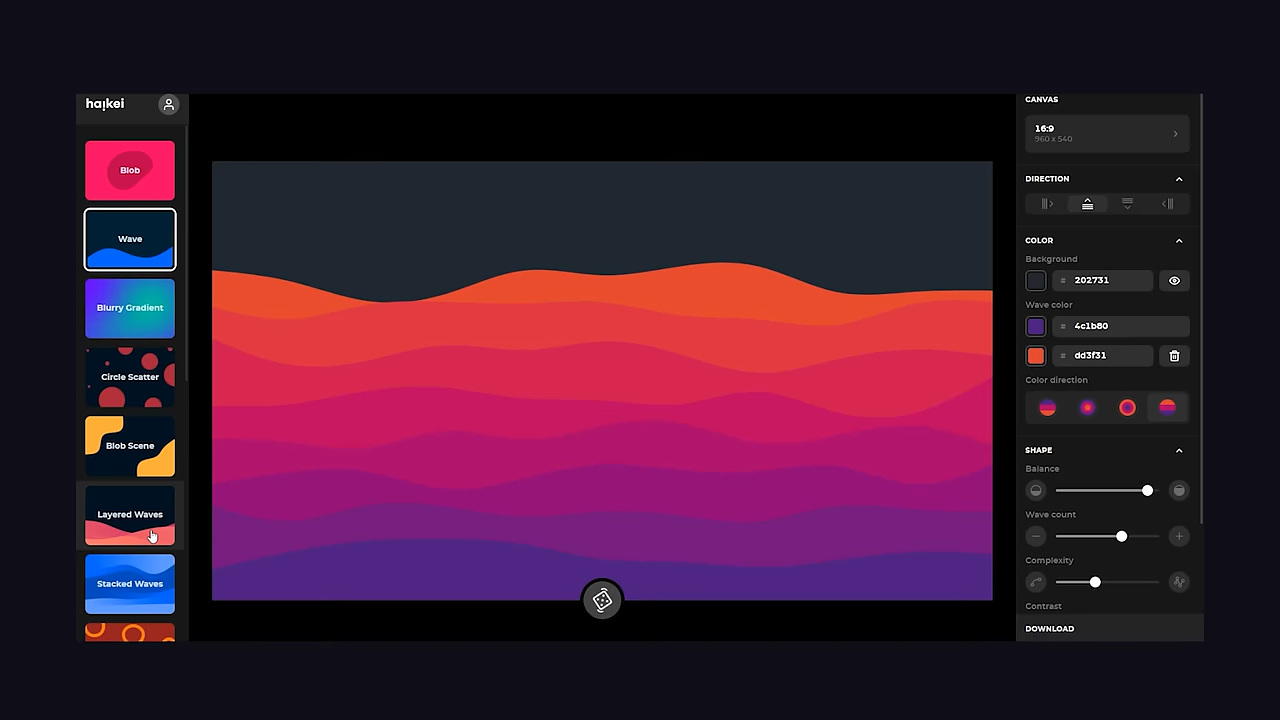 haikei
Blob
Wave
Blurry Gradient
Circle Scatter
Blob Scene
Layered Waves
Stacked Waves
CANVAS
16:9
960 x 540
DIRECTION
COLOR
Background
# 202731
Wave color
# 4c1b80
# dd3f31
Color direction
SHAPE
Balance
Wave count
Complexity
Contrast
DOWNLOAD